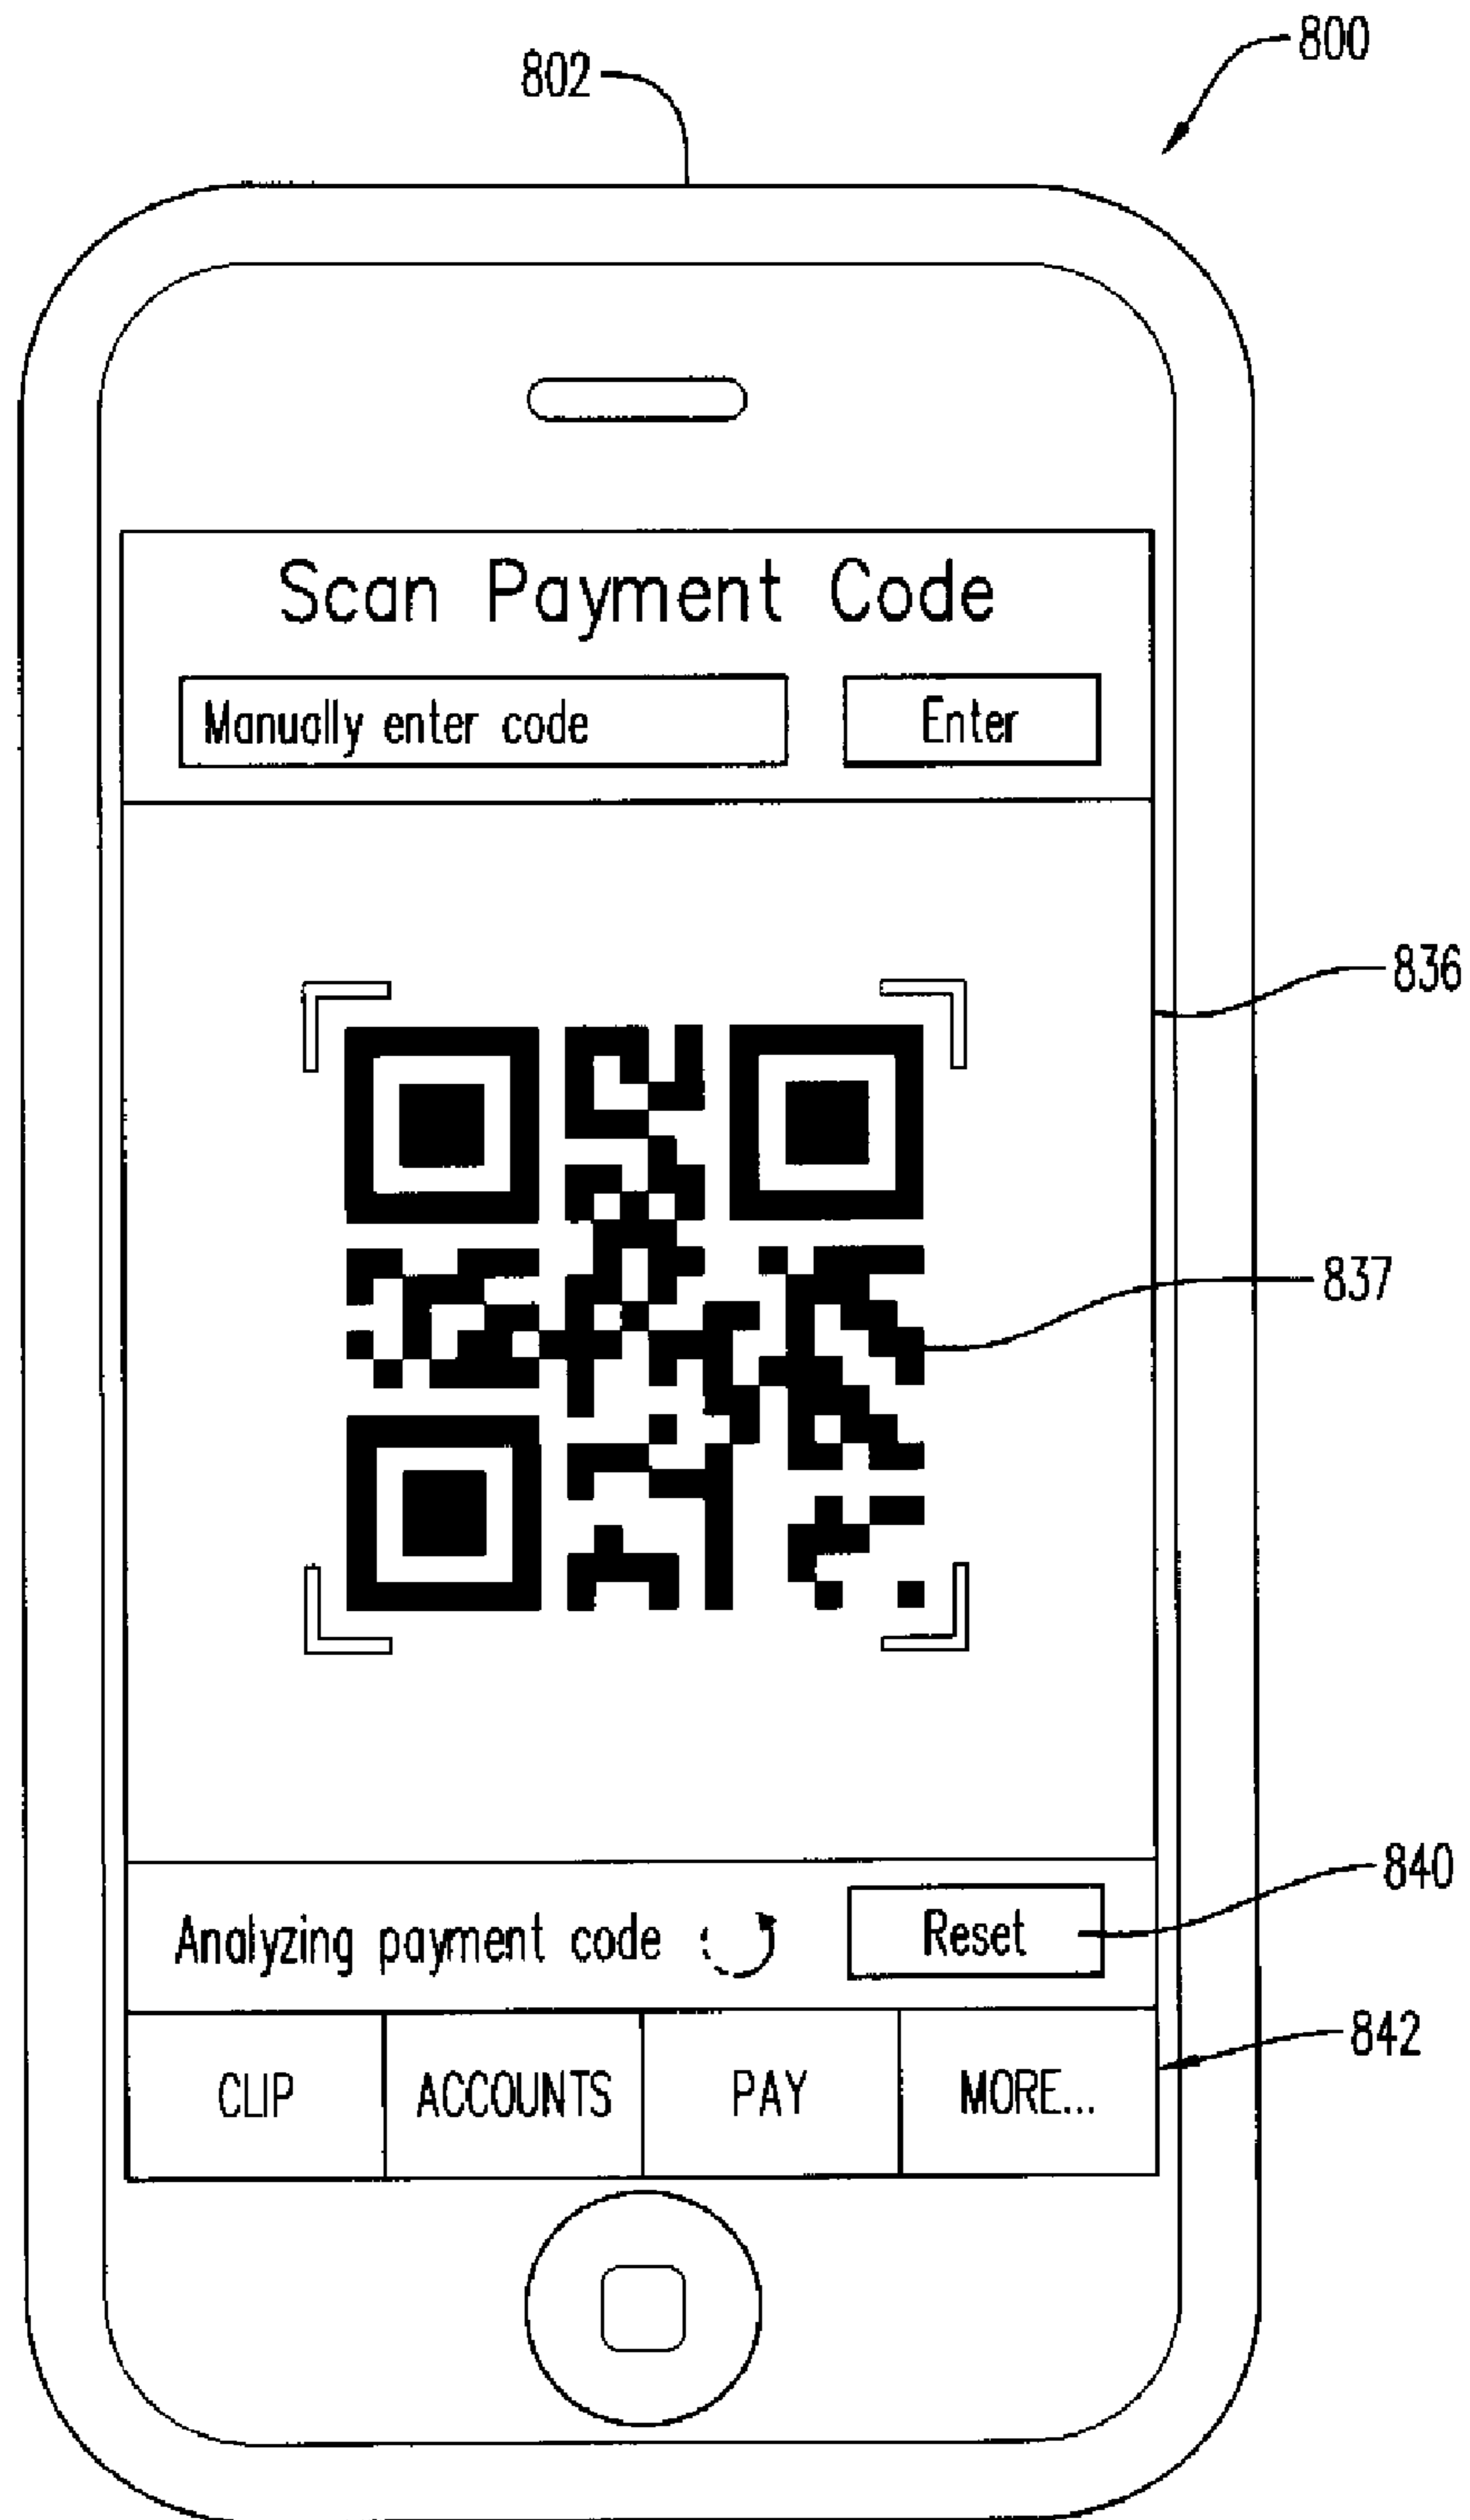 800
802
Scan Payment Code
Manually enter code Enter
836
837
840
Analyzing payment code Reset
842
CLIP ACCOUNTS PAY MORE...